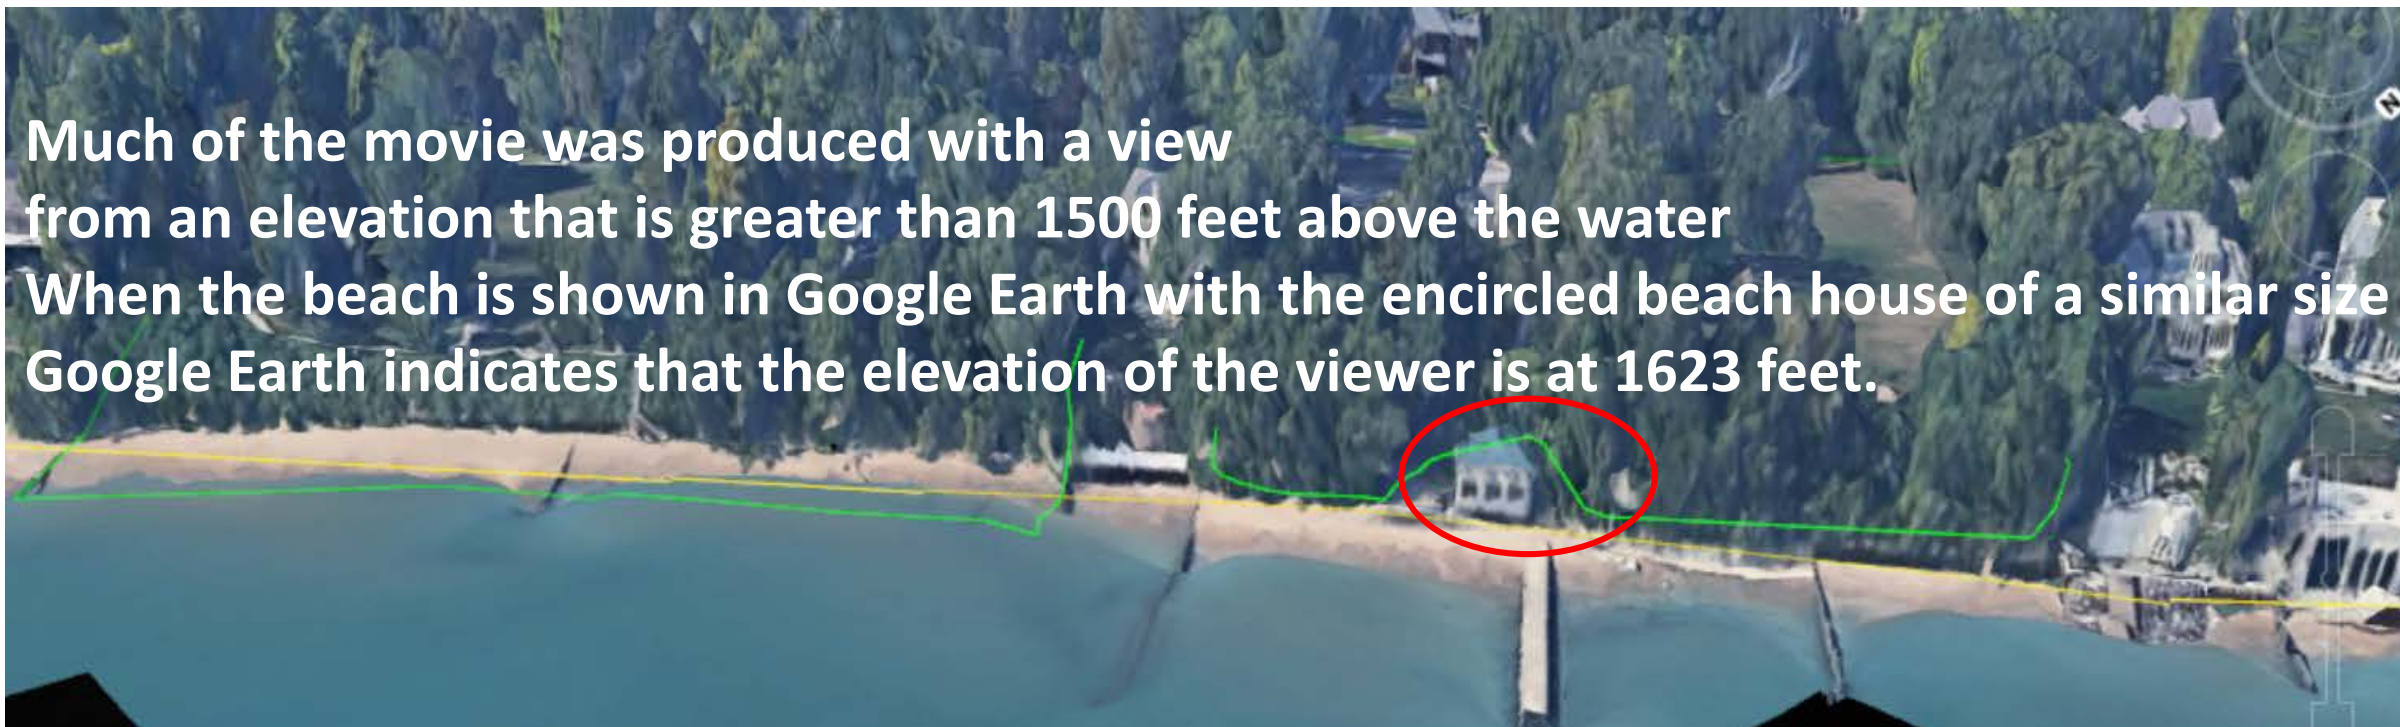 Much of the movie was produced with a view
from an elevation that is greater than 1500 feet above the water
When the beach is shown in Google Earth with the encircled beach house of a similar size
Google Earth indicates that the elevation of the viewer is at 1623 feet.
N